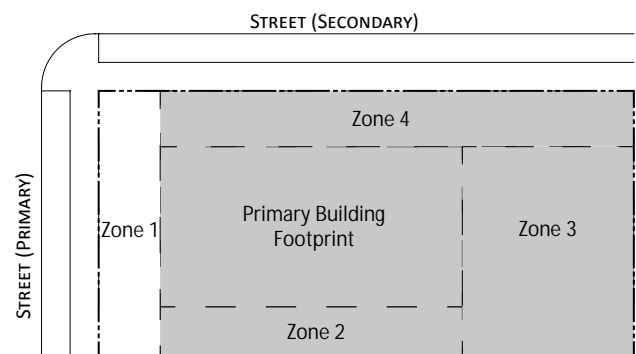 STREET (SECONDARY)
Zone 4
STREET (PRIMARY)
Zone 1
Primary Building
Footprint
Zone 3
Zone 2